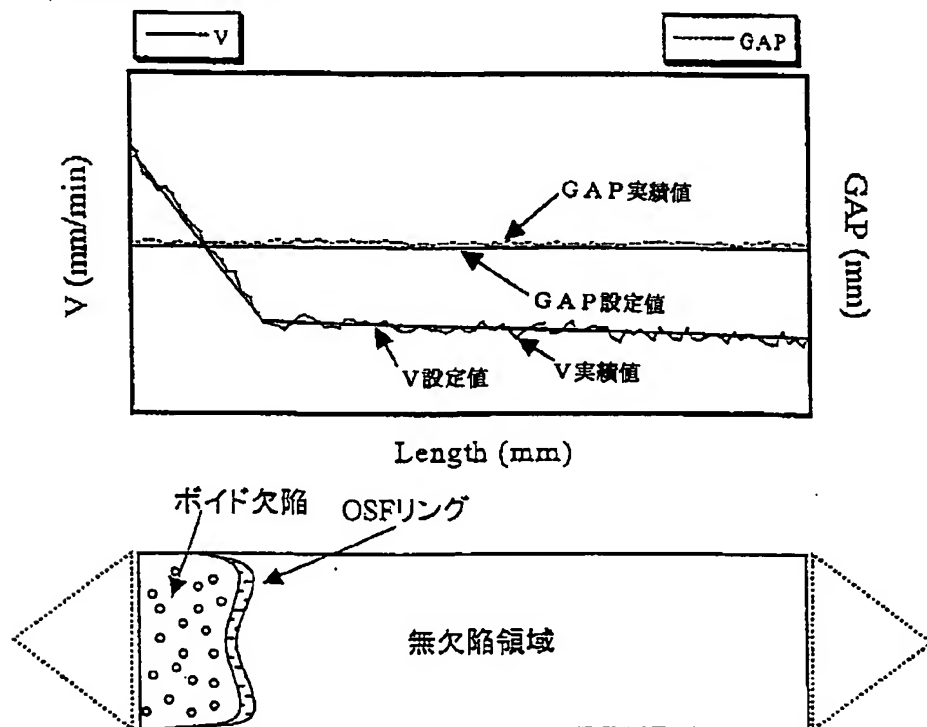 V
GAP
V (mm/min)
GAP (mm)
GAP実績値
GAP設定値
V設定値
V実績値
Length (mm)
ボイド欠陥
OSFリング
無欠陥領域